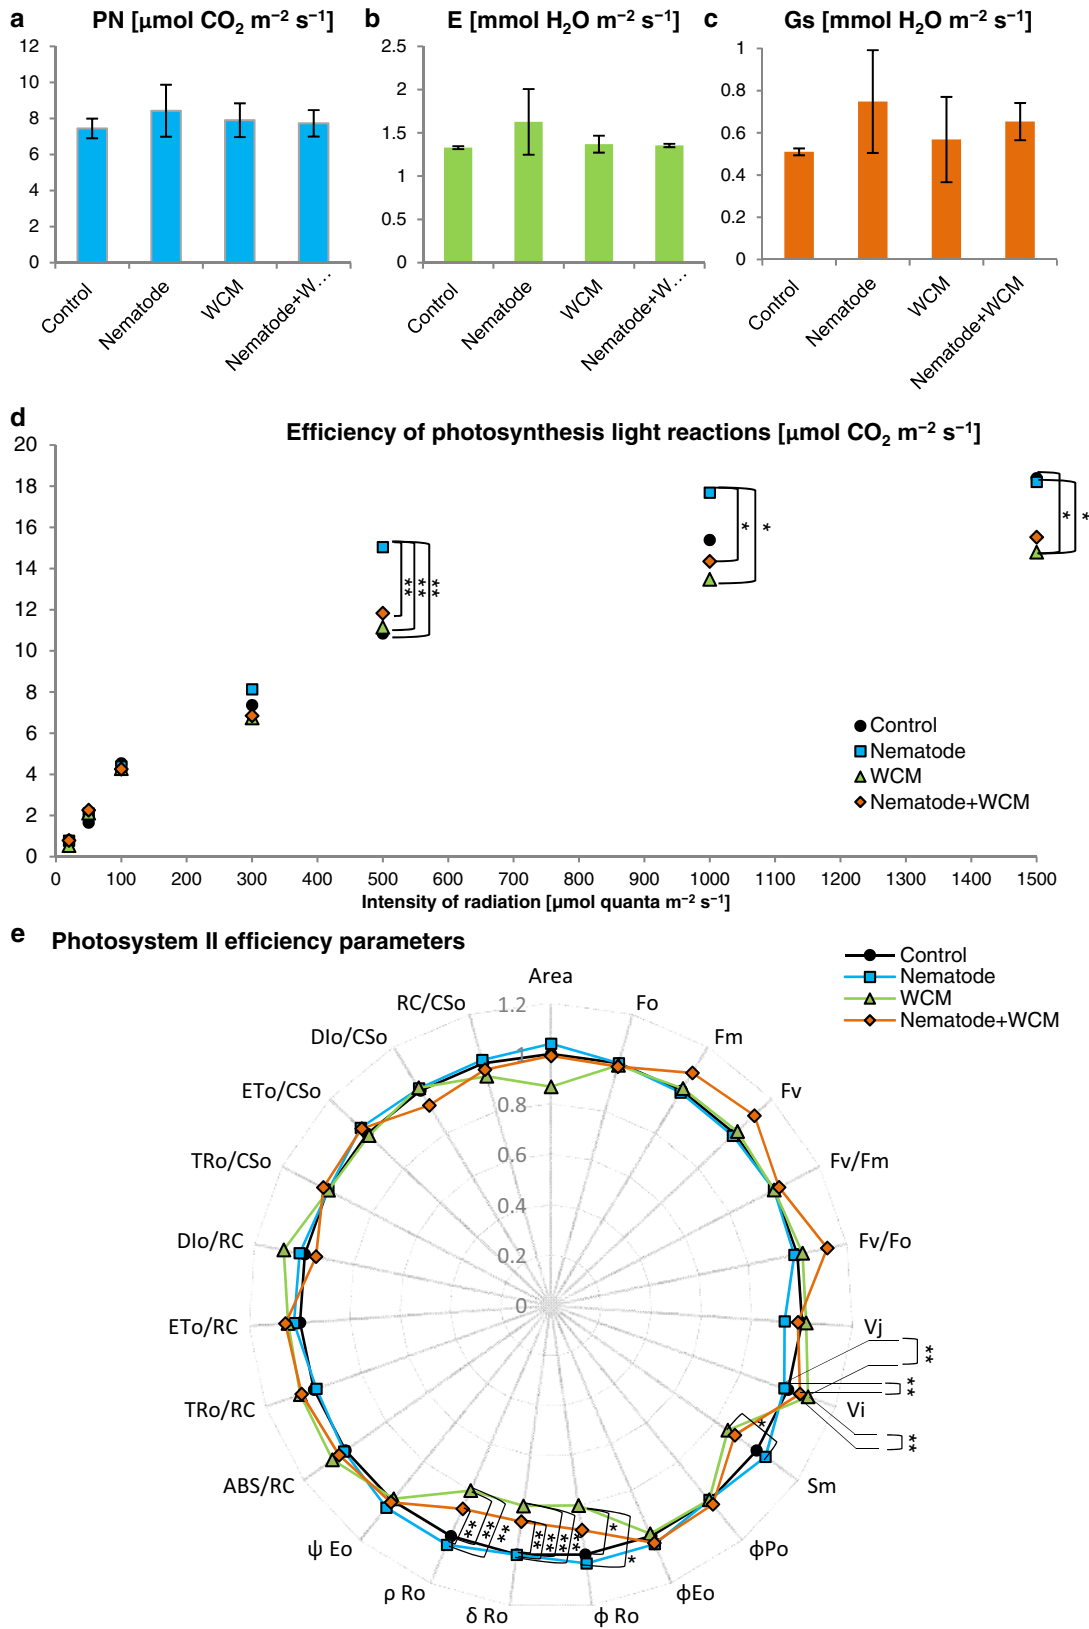 a PN [µmol CO₂ m⁻² s⁻¹]
b E [mmol H₂O m⁻² s⁻¹]
c Gs [mmol H₂O m⁻² s⁻¹]
12
10
8
6
4
2
0
Control
Nematode
WCM
Nematode+WCM
2.5
2
1.5
1
0.5
0
Control
Nematode
WCM
Nematode+W…
1
0.8
0.6
0.4
0.2
0
Control
Nematode
WCM
Nematode+WCM
d
Efficiency of photosynthesis light reactions [µmol CO₂ m⁻² s⁻¹]
20
18
16
14
12
10
8
6
4
2
0
**
**
**
*
*
*
*
Control
Nematode
WCM
Nematode+WCM
0 100 200 300 400 500 600 700 800 900 1000 1100 1200 1300 1400 1500
Intensity of radiation [µmol quanta m⁻² s⁻¹]
e Photosystem II efficiency parameters
Control
Nematode
WCM
Nematode+WCM
Area
Fo
Fm
Fv
Fv/Fm
Fv/Fo
Vj
Vi
Sm
ϕPo
ϕEo
ϕ Ro
δ Ro
ρ Ro
ψ Eo
ABS/RC
TRo/RC
ETo/RC
DIo/RC
TRo/CSo
ETo/CSo
DIo/CSo
RC/CSo
1.2
1
0.8
0.6
0.4
0.2
0
**
**
**
*
*
*
**
**
**
**
**
**
**